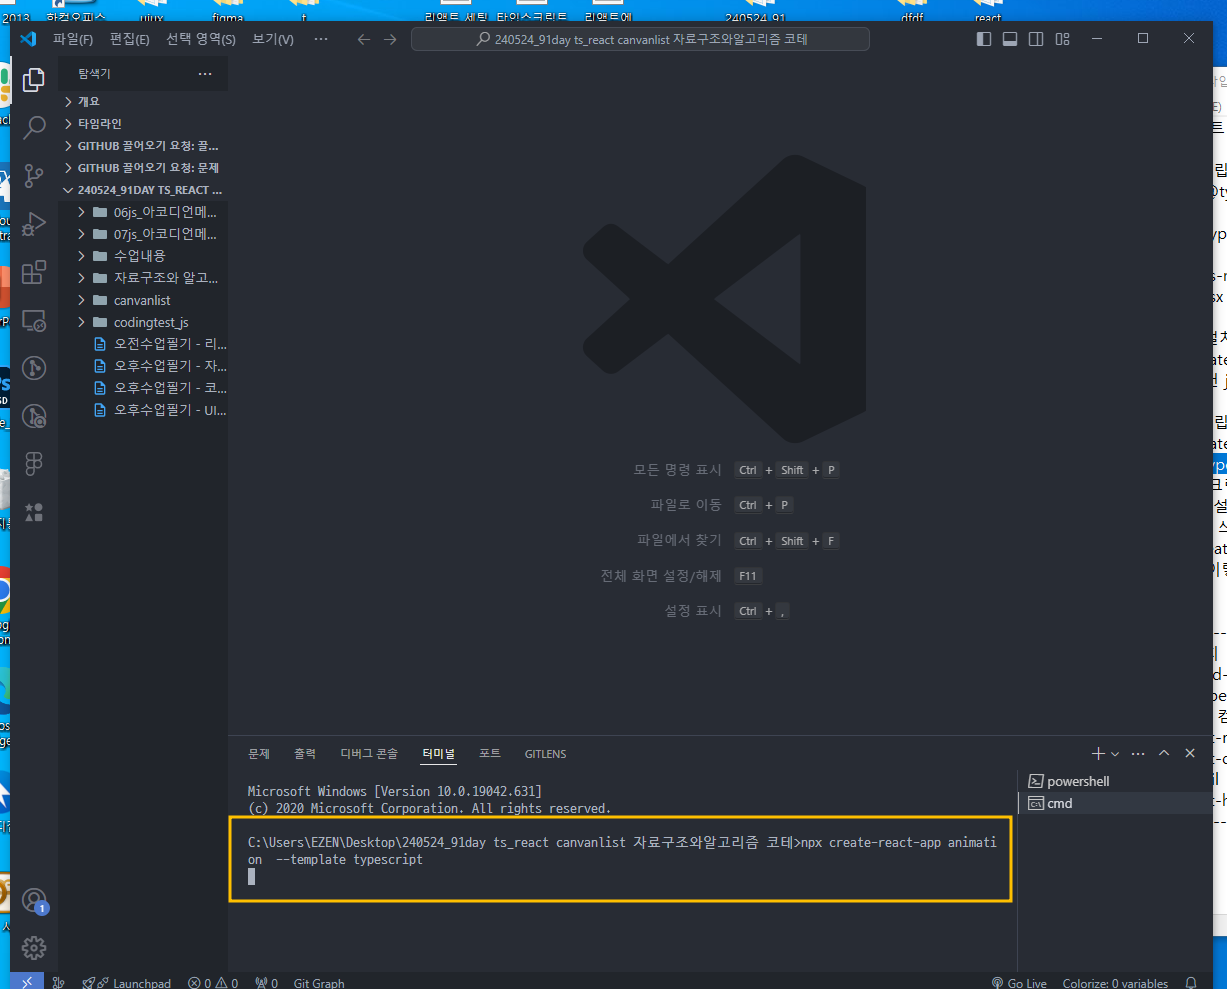 2013 한컴오피스 uiux figma t 리액트 세팅 타입스크립트 리액트에 240524_91 dfdf react
파일(F) 편집(E) 선택 영역(S) 보기(V) ··· 240524_91day ts_react canvanlist 자료구조와알고리즘 코테
탐색기 ···
개요
타임라인
GITHUB 끌어오기 요청: 끌...
GITHUB 끌어오기 요청: 문제
240524_91DAY TS_REACT ...
06js_아코디언메...
07js_아코디언메...
수업내용
자료구조와 알고...
canvanlist
codingtest_js
오전수업필기 - 리...
오후수업필기 - 자...
오후수업필기 - 코...
오후수업필기 - UI...
모든 명령 표시 Ctrl + Shift + P
파일로 이동 Ctrl + P
파일에서 찾기 Ctrl + Shift + F
전체 화면 설정/해제 F11
설정 표시 Ctrl + ,
문제 출력 디버그 콘솔 터미널 포트 GITLENS
powershell
cmd
Microsoft Windows [Version 10.0.19042.631]
(c) 2020 Microsoft Corporation. All rights reserved.
C:\Users\EZEN\Desktop\240524_91day ts_react canvanlist 자료구조와알고리즘 코테>npx create-react-app animati
on  --template typescript
1
Launchpad 0 0 0 Git Graph Go Live Colorize: 0 variables